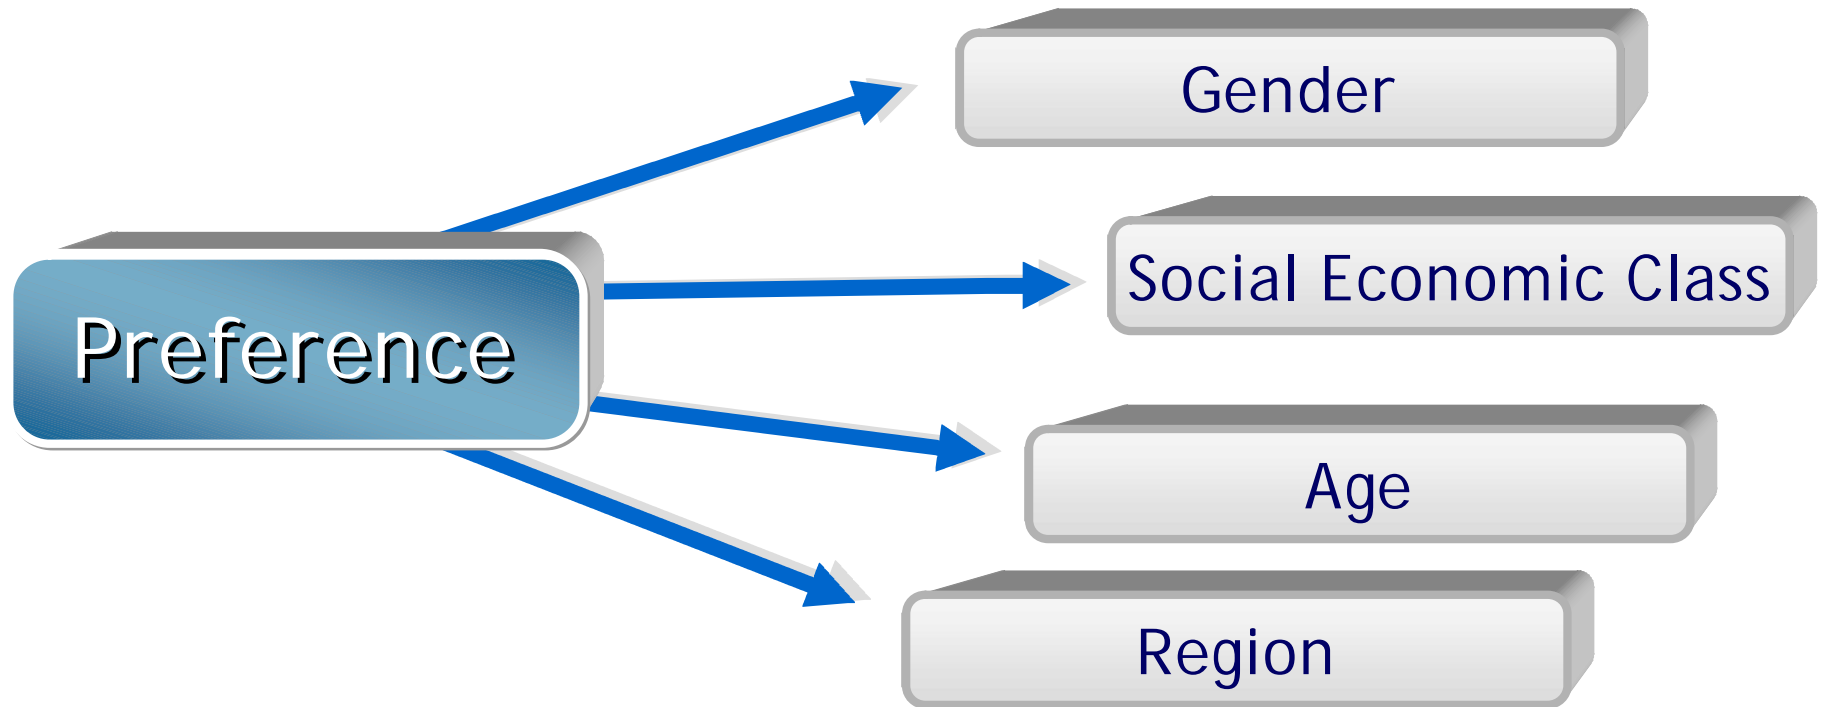 Gender
Social Economic Class
Preference
Age
Region